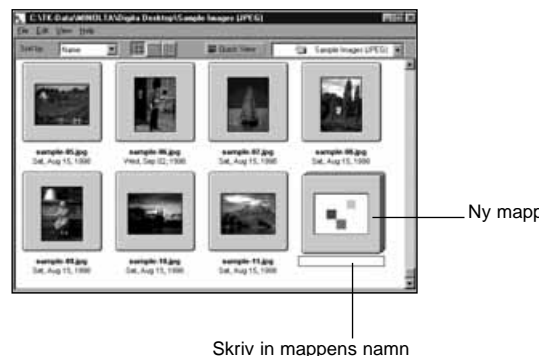 C:\TK-Data\MINOLTA\Digita Desktop\Sample Images (JPEG)
File Edit View Help
Sort by: Name Quick View Sample Images (JPEG)
sample-05.jpg sample-06.jpg sample-07.jpg sample-08.jpg
Sat, Aug 15, 1998 Wed, Sep 02, 1998 Sat, Aug 15, 1998 Sat, Aug 15, 1998
Ny mapp
sample-09.jpg sample-10.jpg sample-11.jpg
Sat, Aug 15, 1998 Sat, Aug 15, 1998 Sat, Aug 15, 1998
Skriv in mappens namn